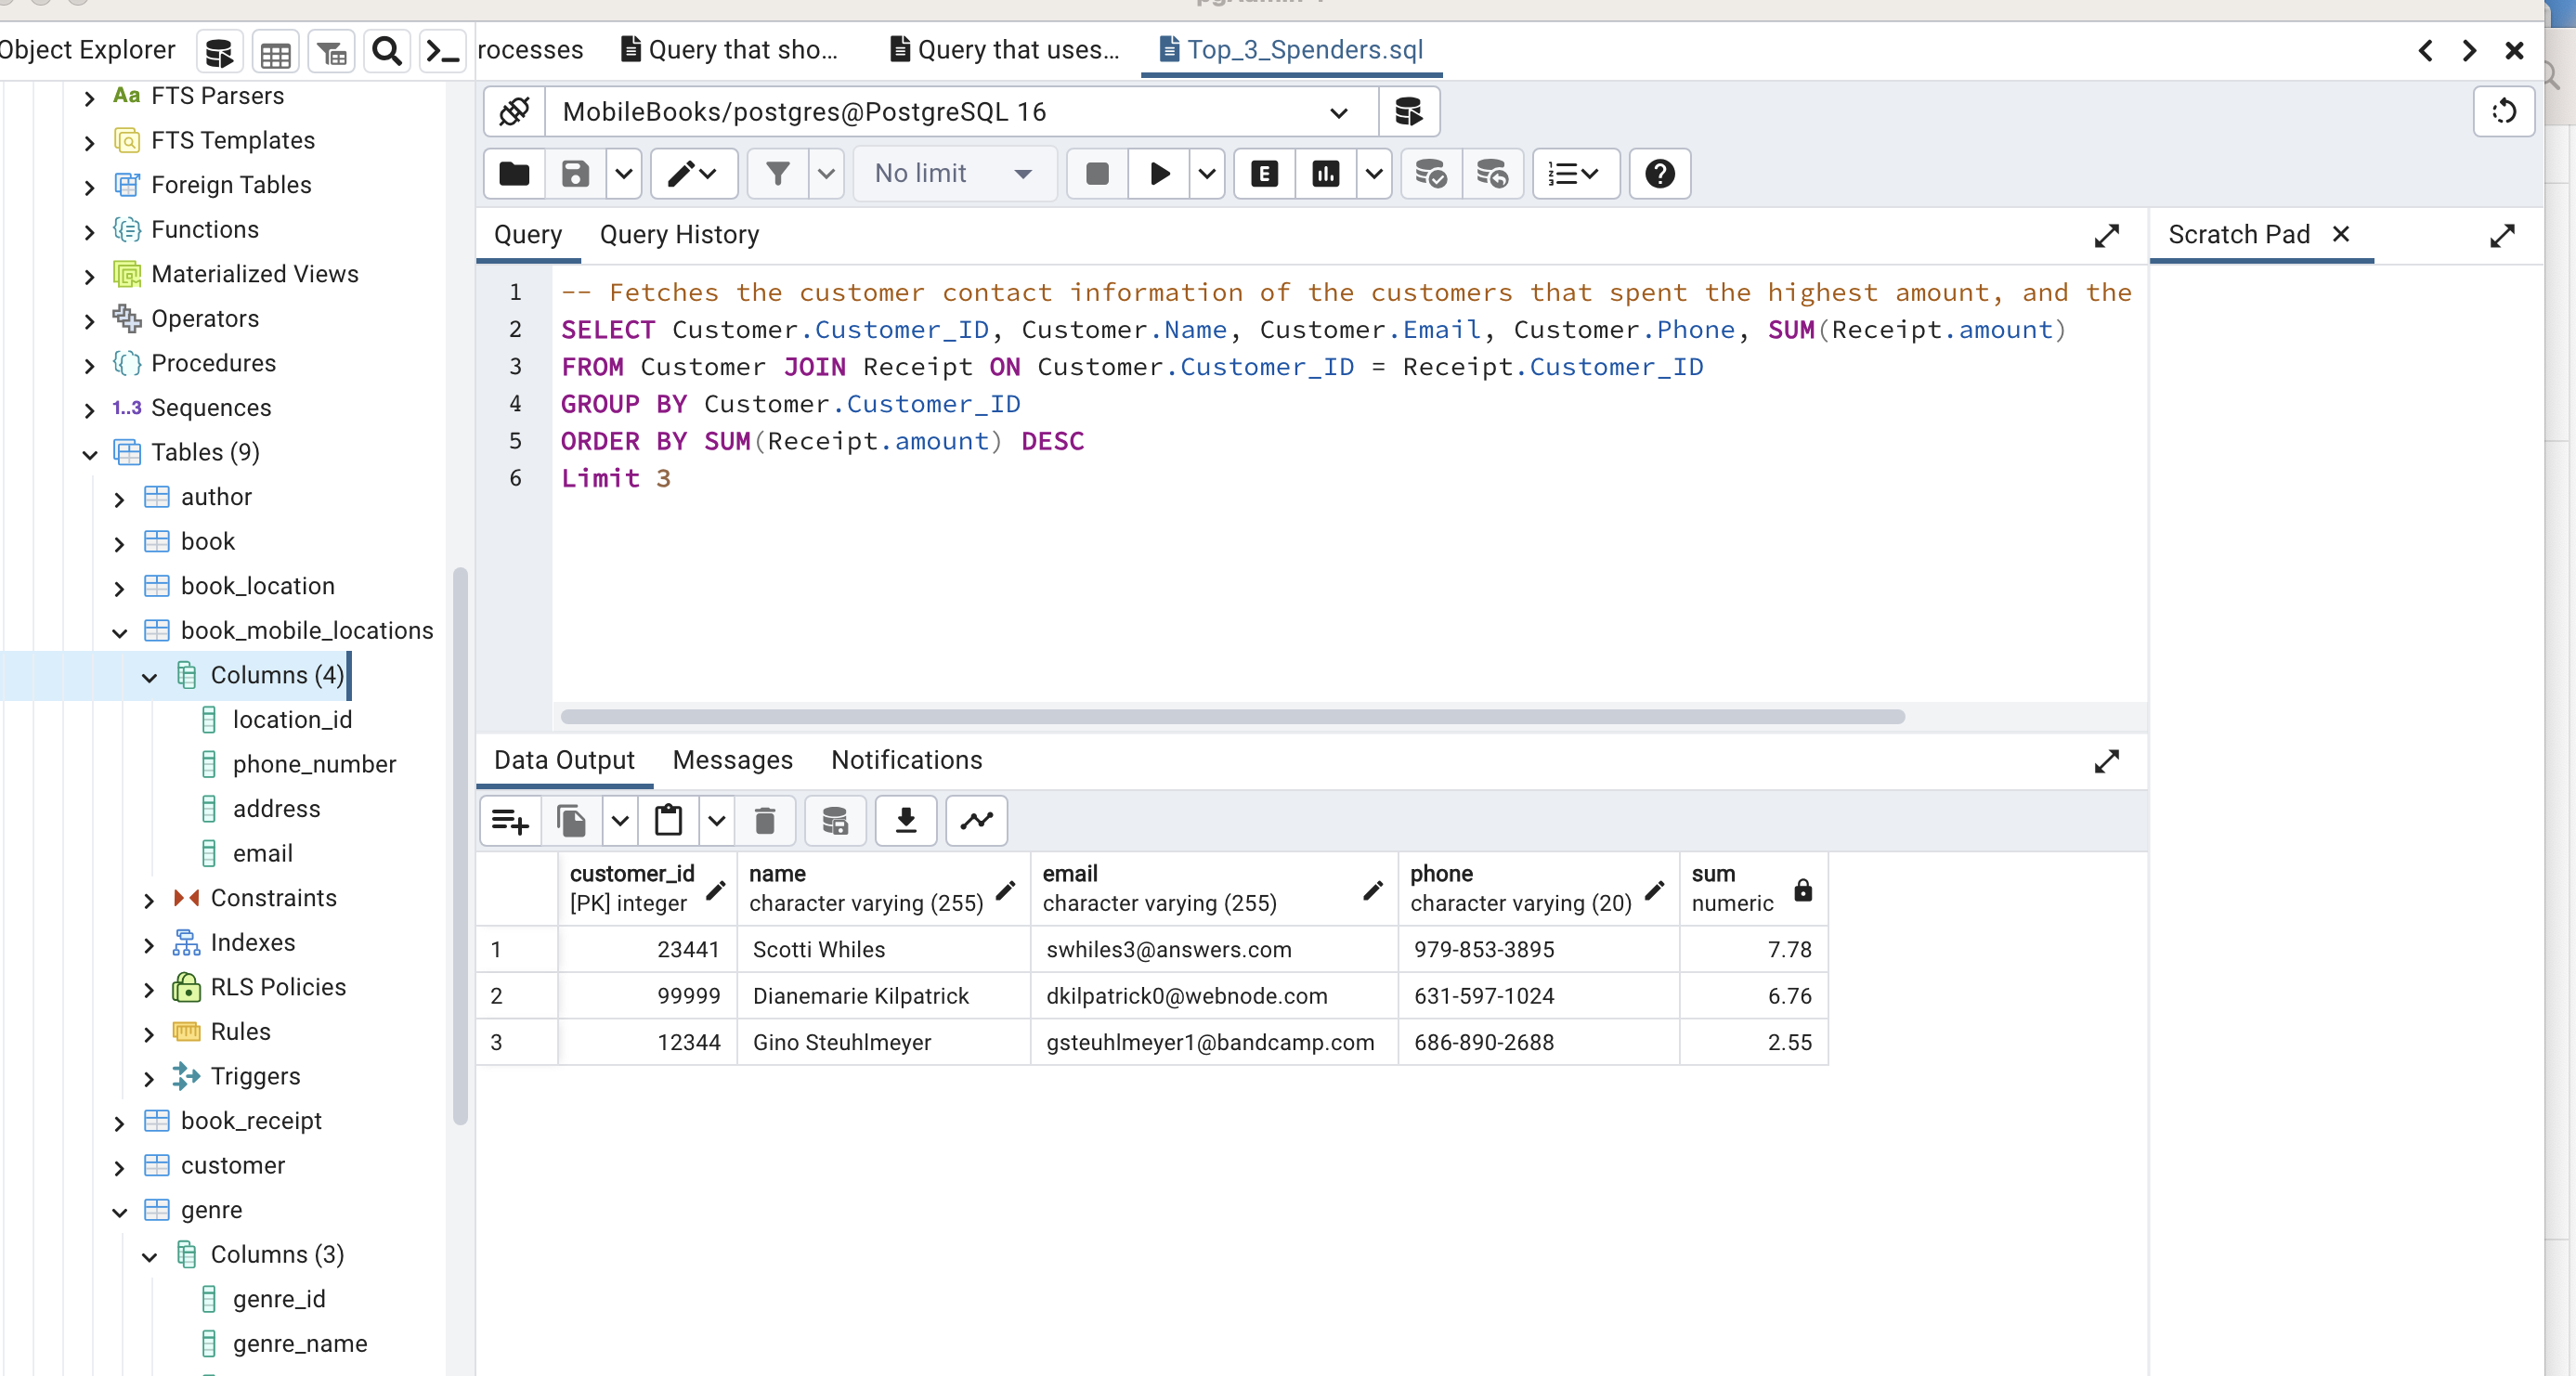 Object Explorer
rocesses
Query that sho...
Query that uses...
Top_3_Spenders.sql
MobileBooks/postgres@PostgreSQL 16
No limit
E
Query
Query History
Scratch Pad
1 -- Fetches the customer contact information of the customers that spent the highest amount, and the
2 SELECT Customer.Customer_ID, Customer.Name, Customer.Email, Customer.Phone, SUM(Receipt.amount)
3 FROM Customer JOIN Receipt ON Customer.Customer_ID = Receipt.Customer_ID
4 GROUP BY Customer.Customer_ID
5 ORDER BY SUM(Receipt.amount) DESC
6 Limit 3
Aa FTS Parsers
FTS Templates
Foreign Tables
Functions
Materialized Views
Operators
Procedures
1..3 Sequences
Tables (9)
author
book
book_location
book_mobile_locations
Columns (4)
location_id
phone_number
address
email
Constraints
Indexes
RLS Policies
Rules
Triggers
book_receipt
customer
genre
Columns (3)
genre_id
genre_name
Data Output
Messages
Notifications
customer_id name email phone sum
[PK] integer character varying (255) character varying (255) character varying (20) numeric
1 23441 Scotti Whiles swhiles3@answers.com 979-853-3895 7.78
2 99999 Dianemarie Kilpatrick dkilpatrick0@webnode.com 631-597-1024 6.76
3 12344 Gino Steuhlmeyer gsteuhlmeyer1@bandcamp.com 686-890-2688 2.55